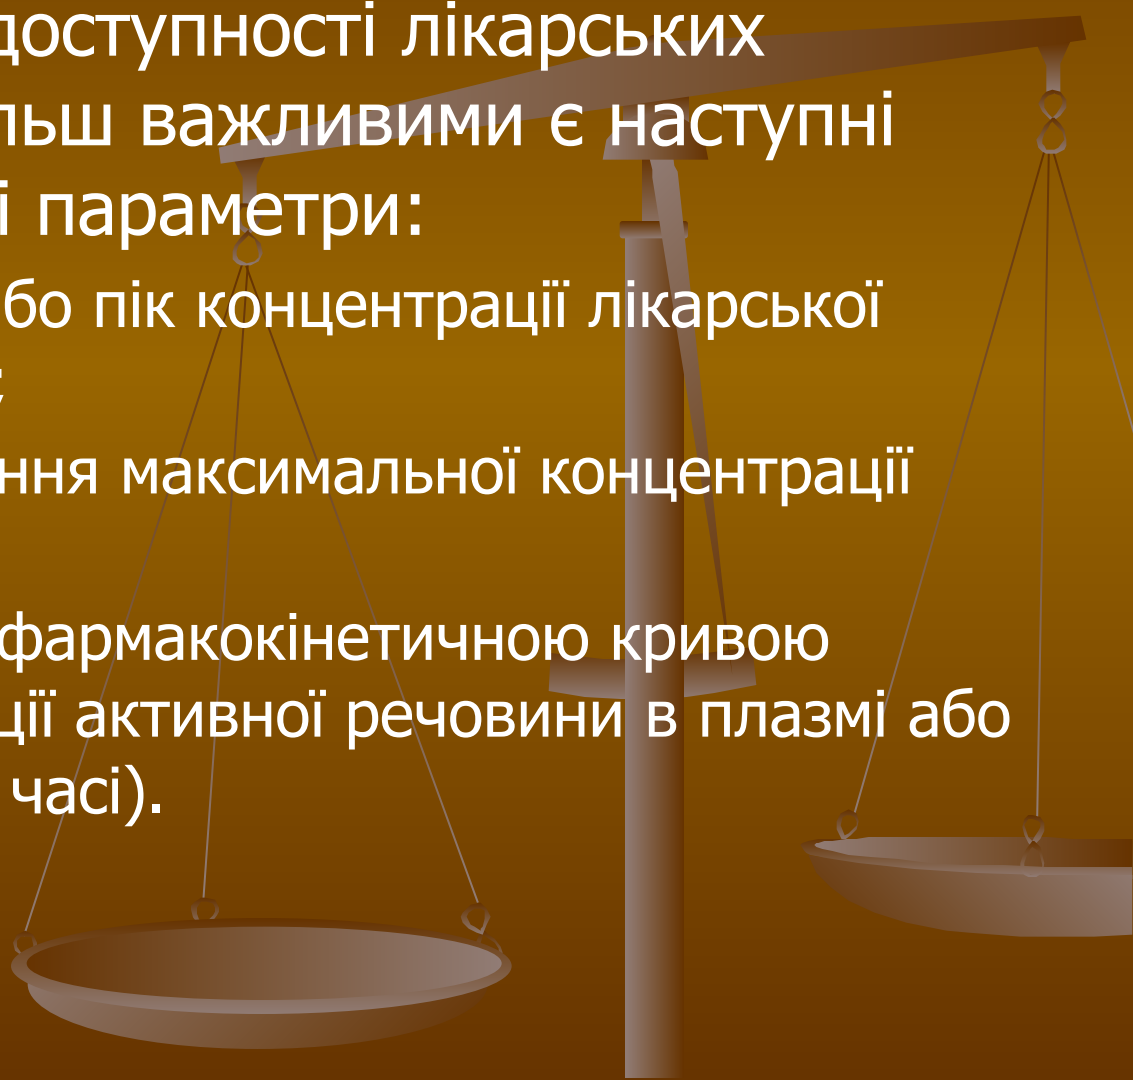 доступності лікарських
льш важливими є наступні
і параметри:
бо пік концентрації лікарської
ння максимальної концентрації
фармакокінетичною кривою
ції активної речовини в плазмі або
часі).